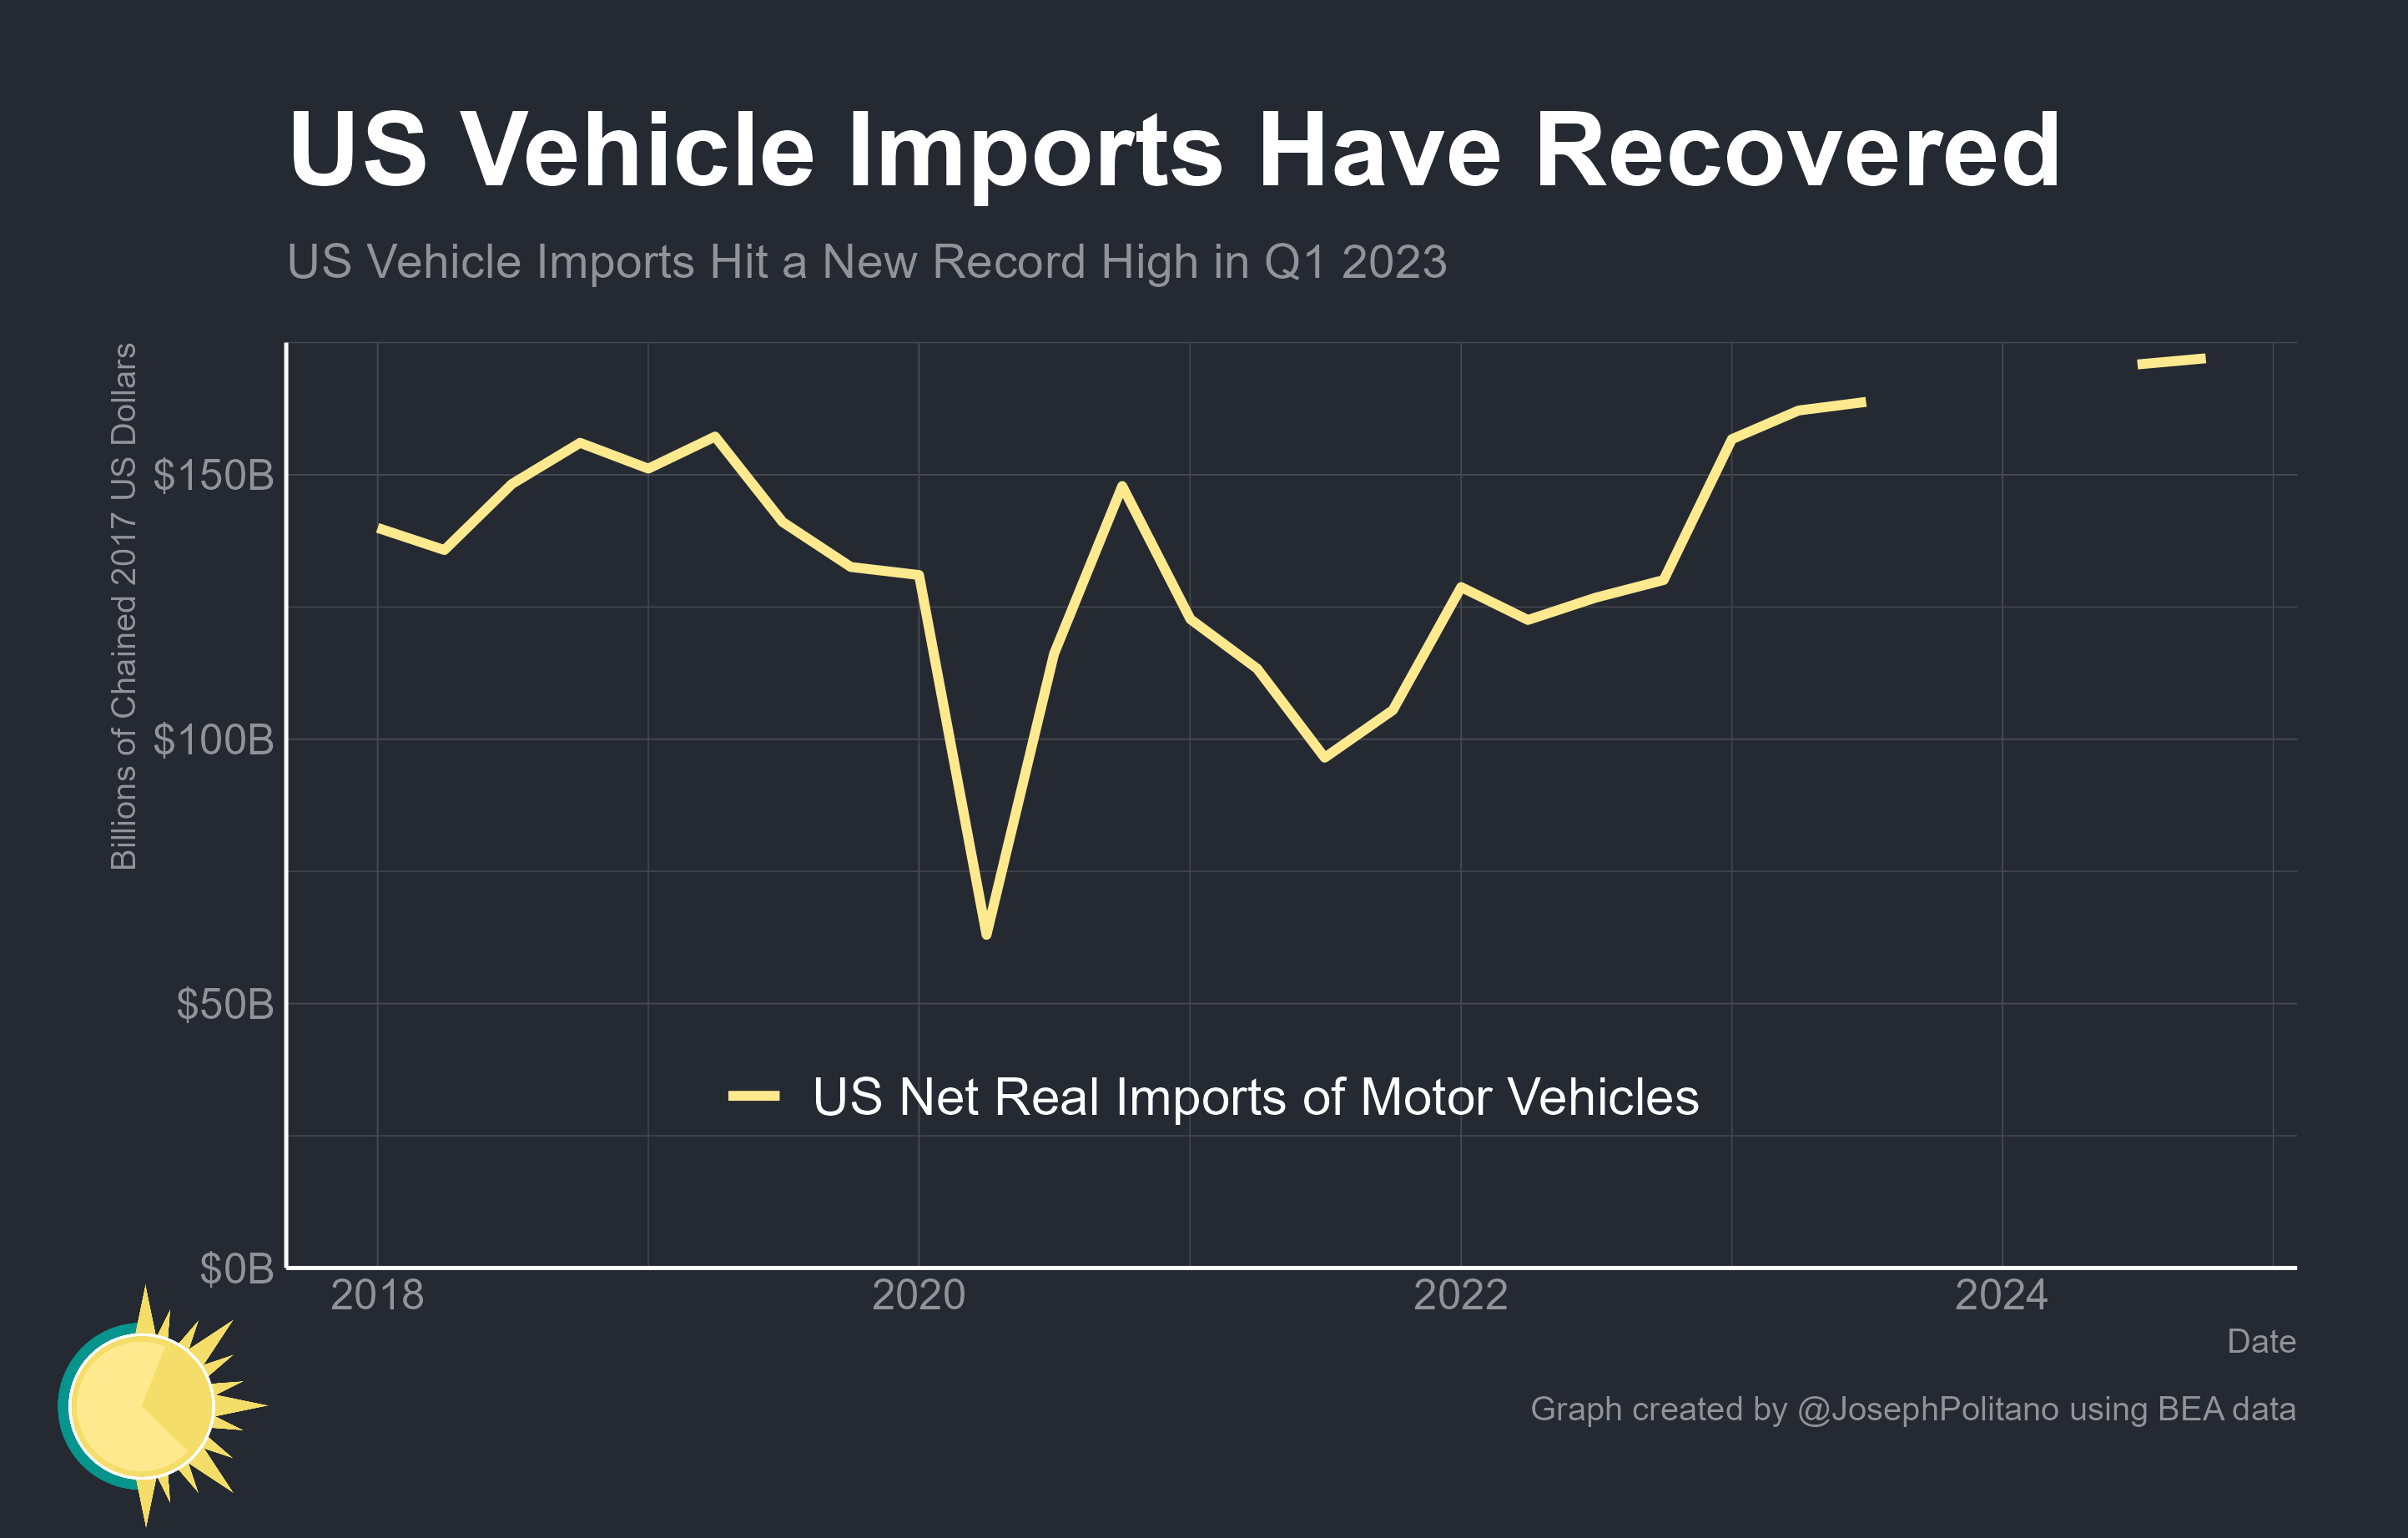 US Vehicle Imports Have Recovered
US Vehicle Imports Hit a New Record High in Q1 2023
Billions of Chained 2017 US Dollars
$150B
$100B
$50B
$0B
US Net Real Imports of Motor Vehicles
2018
2020
2022
2024
Date
Graph created by @JosephPolitano using BEA data